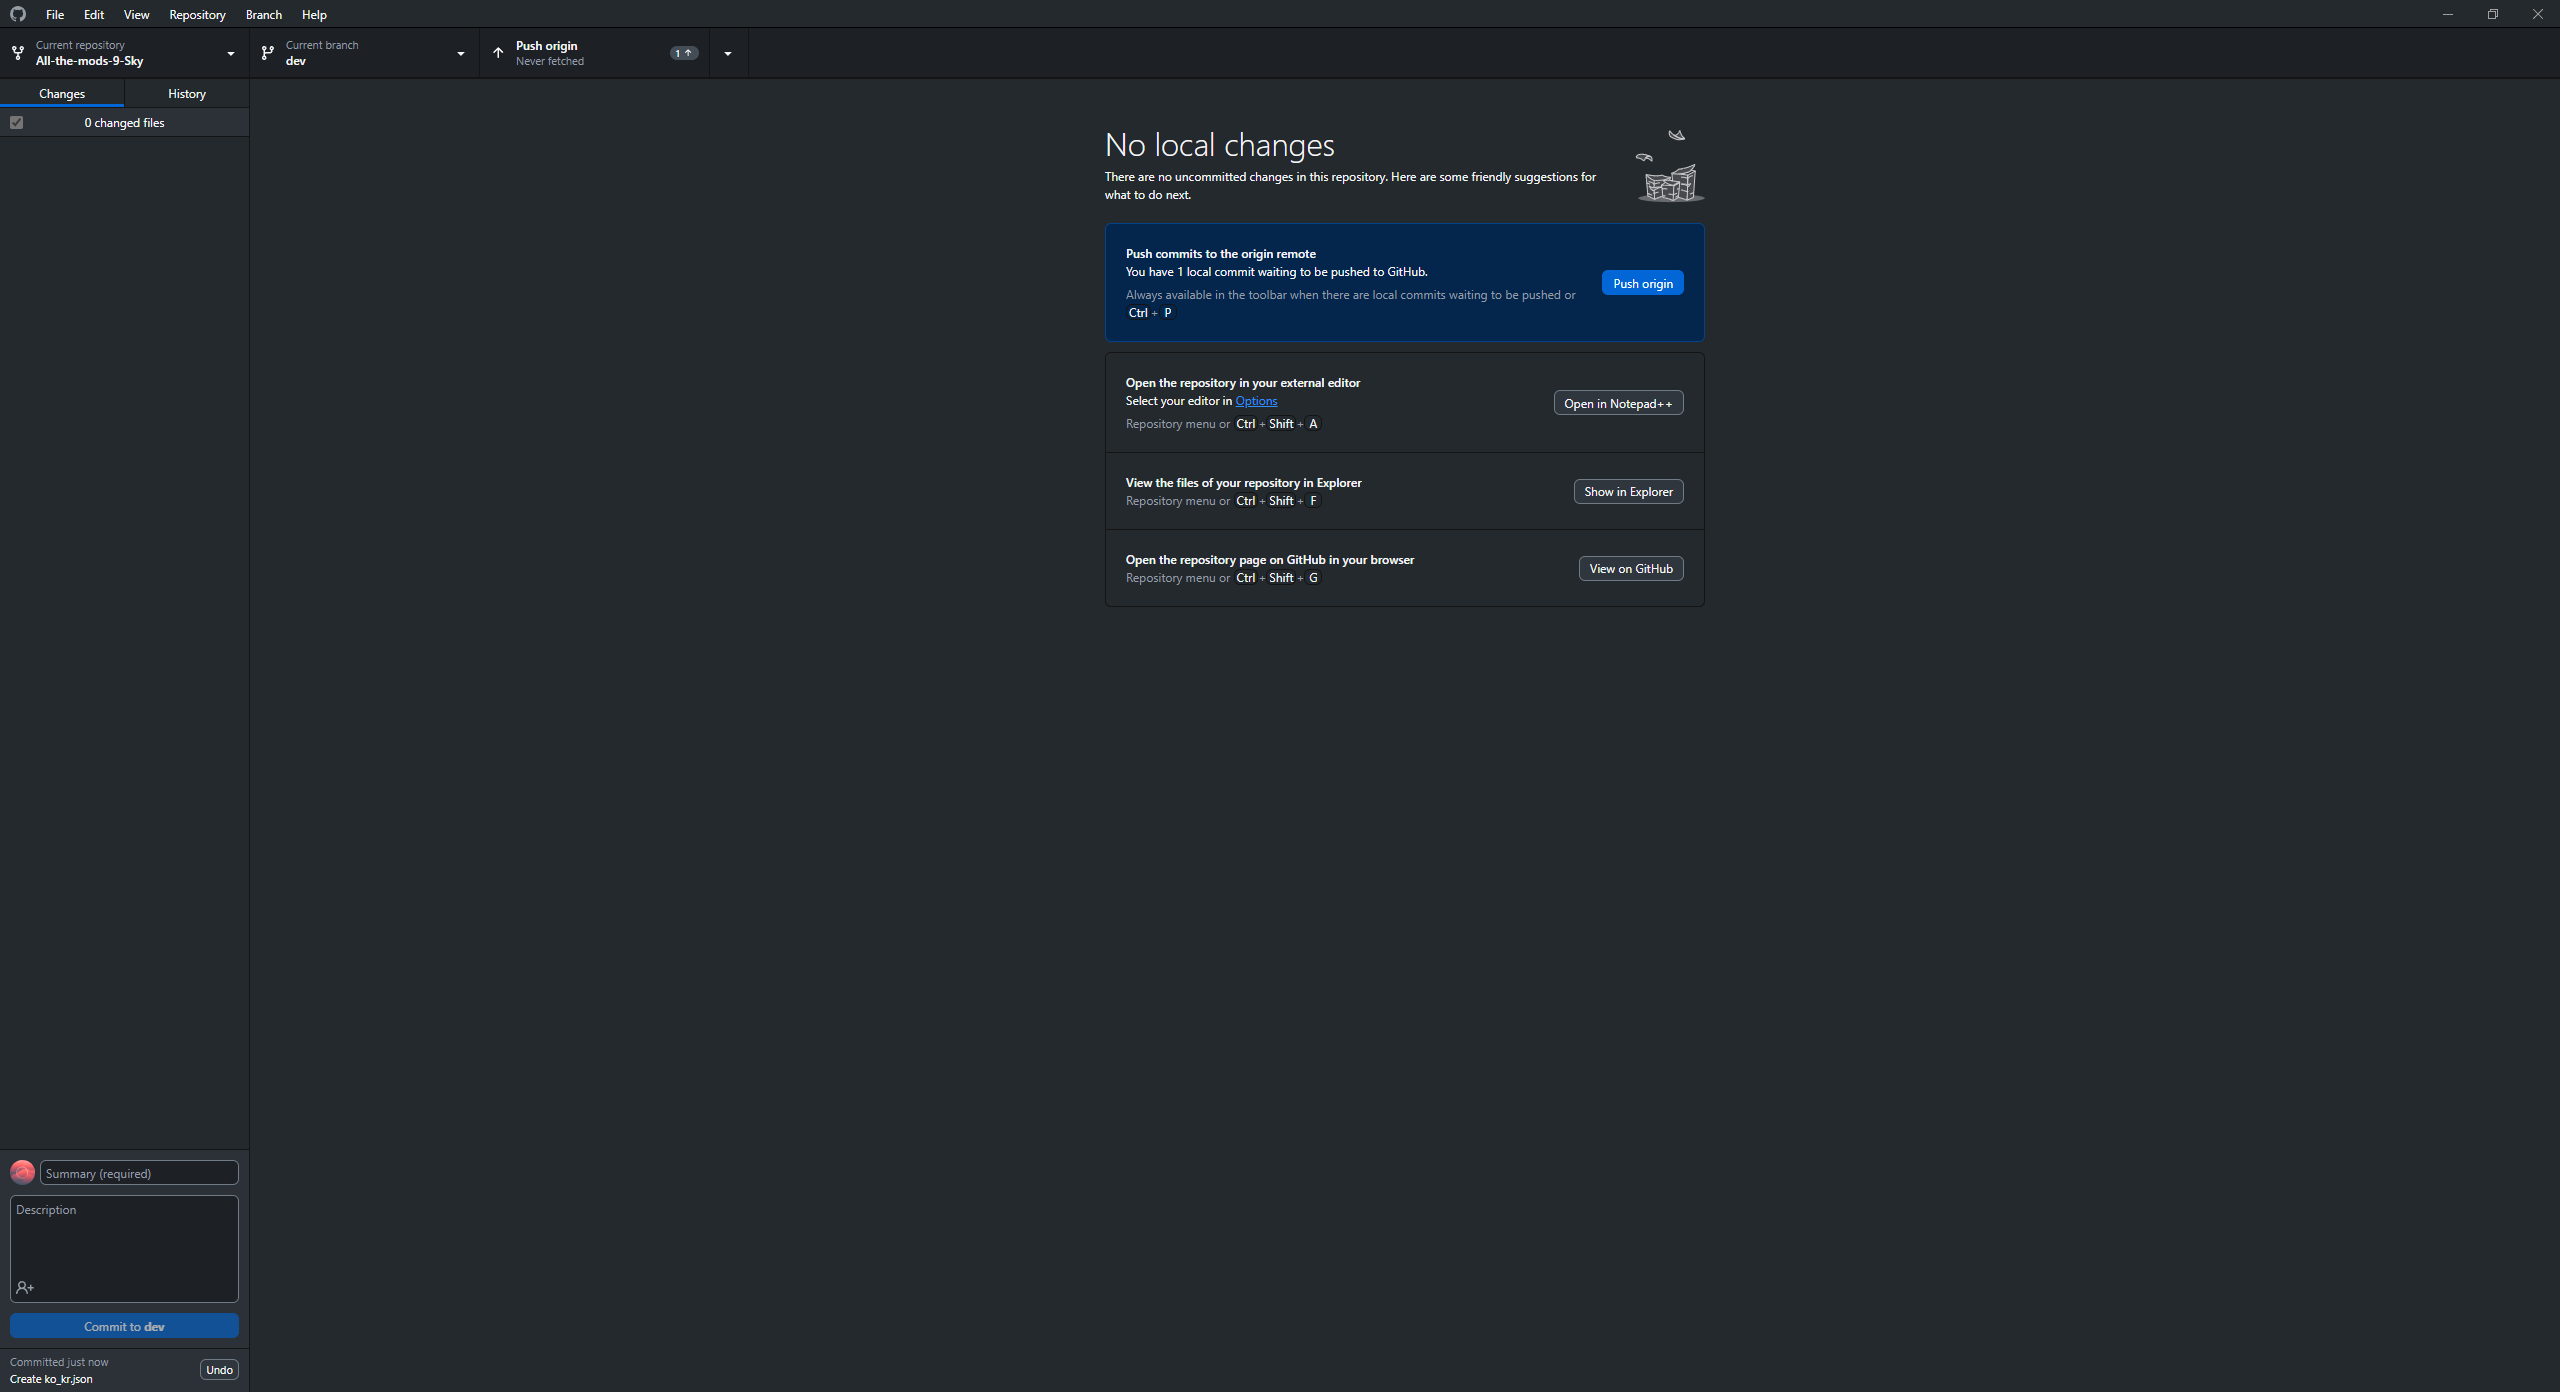 File Edit View Repository Branch Help
Current repository
All-the-mods-9-Sky
Current branch
dev
Push origin
Never fetched
1
Changes History
0 changed files
No local changes
There are no uncommitted changes in this repository. Here are some friendly suggestions for
what to do next.
Push commits to the origin remote
You have 1 local commit waiting to be pushed to GitHub.
Always available in the toolbar when there are local commits waiting to be pushed or
Ctrl + P
Push origin
Open the repository in your external editor
Select your editor in Options
Repository menu or Ctrl + Shift + A
Open in Notepad++
View the files of your repository in Explorer
Repository menu or Ctrl + Shift + F
Show in Explorer
Open the repository page on GitHub in your browser
Repository menu or Ctrl + Shift + G
View on GitHub
Summary (required)
Description
Commit to dev
Committed just now
Create ko_kr.json
Undo